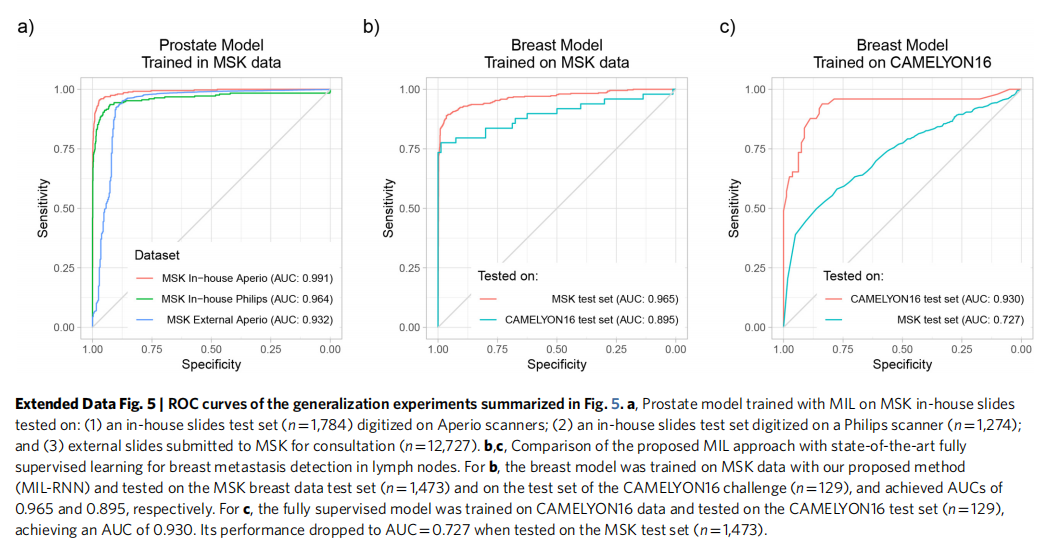 a)
Prostate Model
Trained in MSK data
1.00
0.75
0.50
0.25
0.00
Sensitivity
Dataset
MSK In−house Aperio (AUC: 0.991)
MSK In−house Philips (AUC: 0.964)
MSK External Aperio (AUC: 0.932)
1.00 0.75 0.50 0.25 0.00
Specificity
b)
Breast Model
Trained on MSK data
1.00
0.75
0.50
0.25
0.00
Sensitivity
Tested on:
MSK test set (AUC: 0.965)
CAMELYON16 test set (AUC: 0.895)
1.00 0.75 0.50 0.25 0.00
Specificity
c)
Breast Model
Trained on CAMELYON16
1.00
0.75
0.50
0.25
0.00
Sensitivity
Tested on:
CAMELYON16 test set (AUC: 0.930)
MSK test set (AUC: 0.727)
1.00 0.75 0.50 0.25 0.00
Specificity
Extended Data Fig. 5 | ROC curves of the generalization experiments summarized in Fig. 5. a, Prostate model trained with MIL on MSK in-house slides
tested on: (1) an in-house slides test set (n=1,784) digitized on Aperio scanners; (2) an in-house slides test set digitized on a Philips scanner (n=1,274);
and (3) external slides submitted to MSK for consultation (n=12,727). b,c, Comparison of the proposed MIL approach with state-of-the-art fully
supervised learning for breast metastasis detection in lymph nodes. For b, the breast model was trained on MSK data with our proposed method
(MIL-RNN) and tested on the MSK breast data test set (n=1,473) and on the test set of the CAMELYON16 challenge (n=129), and achieved AUCs of
0.965 and 0.895, respectively. For c, the fully supervised model was trained on CAMELYON16 data and tested on the CAMELYON16 test set (n=129),
achieving an AUC of 0.930. Its performance dropped to AUC=0.727 when tested on the MSK test set (n=1,473).